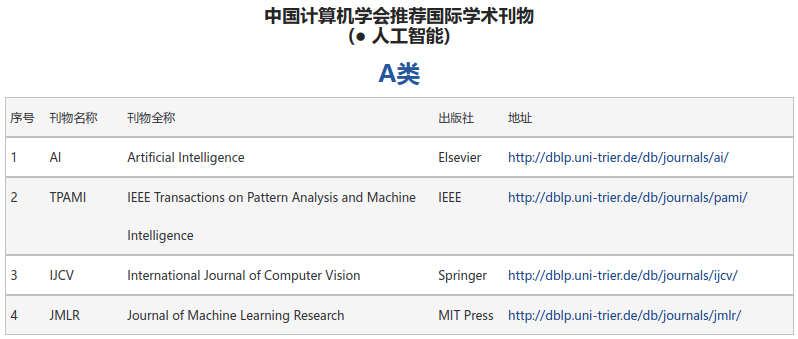 中国计算机学会推荐国际学术刊物
(● 人工智能)
A类
序号 刊物名称 刊物全称 出版社 地址
1 AI Artificial Intelligence Elsevier http://dblp.uni-trier.de/db/journals/ai/
2 TPAMI IEEE Transactions on Pattern Analysis and Machine IEEE http://dblp.uni-trier.de/db/journals/pami/
Intelligence
3 IJCV International Journal of Computer Vision Springer http://dblp.uni-trier.de/db/journals/ijcv/
4 JMLR Journal of Machine Learning Research MIT Press http://dblp.uni-trier.de/db/journals/jmlr/